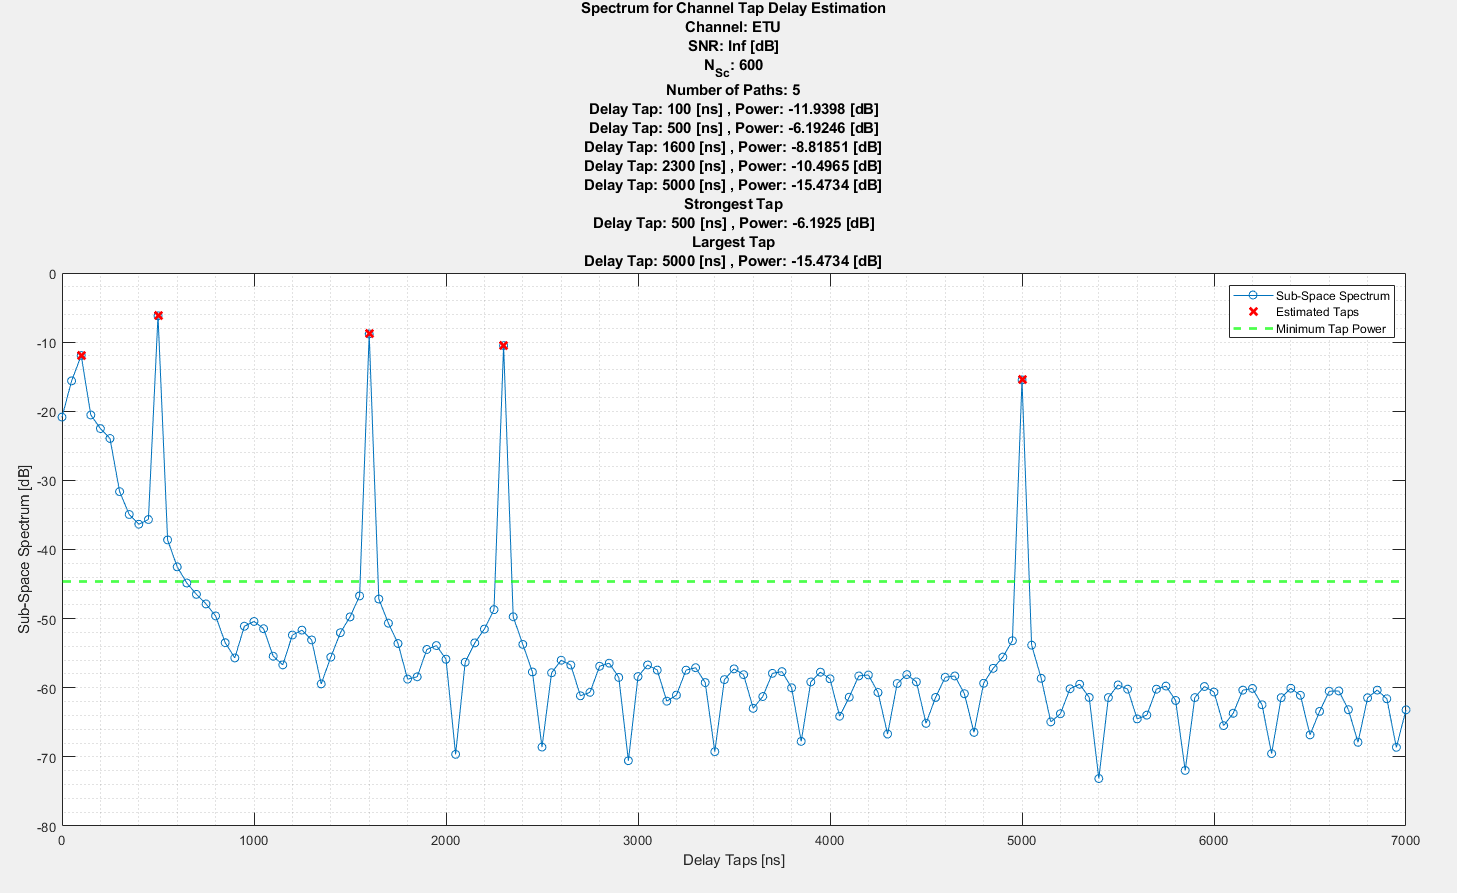 Spectrum for Channel Tap Delay Estimation
Channel: ETU
SNR: Inf [dB]
N_Sc: 600
Number of Paths: 5
Delay Tap: 100 [ns] , Power: -11.9398 [dB]
Delay Tap: 500 [ns] , Power: -6.19246 [dB]
Delay Tap: 1600 [ns] , Power: -8.81851 [dB]
Delay Tap: 2300 [ns] , Power: -10.4965 [dB]
Delay Tap: 5000 [ns] , Power: -15.4734 [dB]
Strongest Tap
Delay Tap: 500 [ns] , Power: -6.1925 [dB]
Largest Tap
Delay Tap: 5000 [ns] , Power: -15.4734 [dB]
Sub-Space Spectrum
Estimated Taps
Minimum Tap Power
Sub-Space Spectrum [dB]
0
-10
-20
-30
-40
-50
-60
-70
-80
0 1000 2000 3000 4000 5000 6000 7000
Delay Taps [ns]